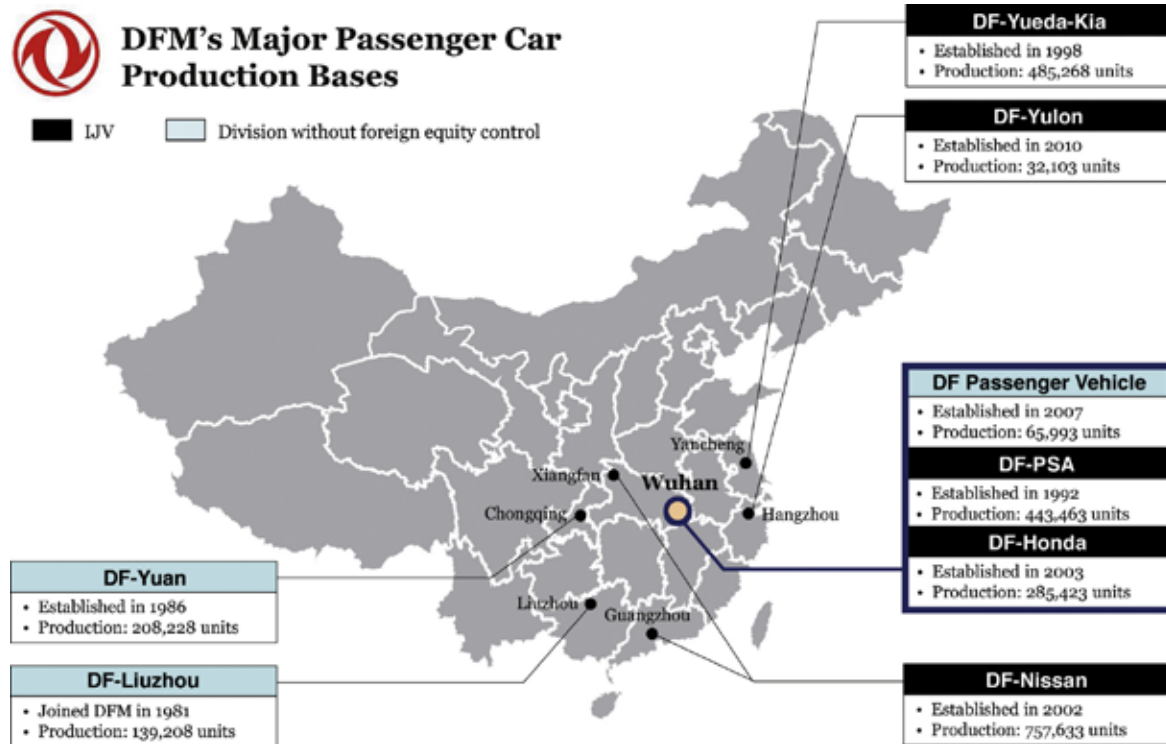 DFM's Major Passenger Car
Production Bases
IJV
Division without foreign equity control
DF-Yueda-Kia
• Established in 1998
• Production: 485,268 units
DF-Yulon
• Established in 2010
• Production: 32,103 units
DF Passenger Vehicle
• Established in 2007
• Production: 65,993 units
DF-PSA
• Established in 1992
• Production: 443,463 units
DF-Honda
• Established in 2003
• Production: 285,423 units
DF-Nissan
• Established in 2002
• Production: 757,633 units
Yancheng
Xiangfan
Wuhan
Chongqing
Hangzhou
Liuzhou
Guangzhou
DF-Yuan
• Established in 1986
• Production: 208,228 units
DF-Liuzhou
• Joined DFM in 1981
• Production: 139,208 units